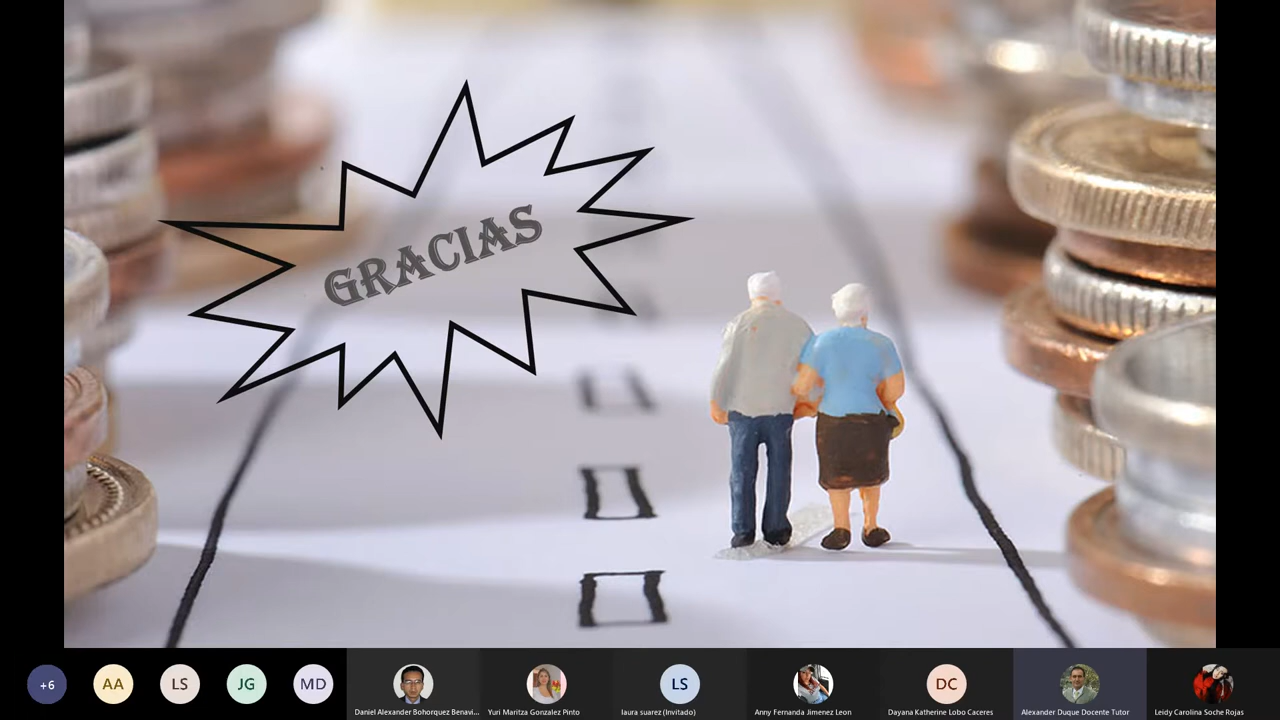 GRACIAS
+6
AA
LS
JG
MD
LS
DC
Daniel Alexander Bohorquez Benavi...
Yuri Maritza Gonzalez Pinto
laura suarez (Invitado)
Anny Fernanda Jimenez Leon
Dayana Katherine Lobo Caceres
Alexander Duque Docente Tutor
Leidy Carolina Soche Rojas